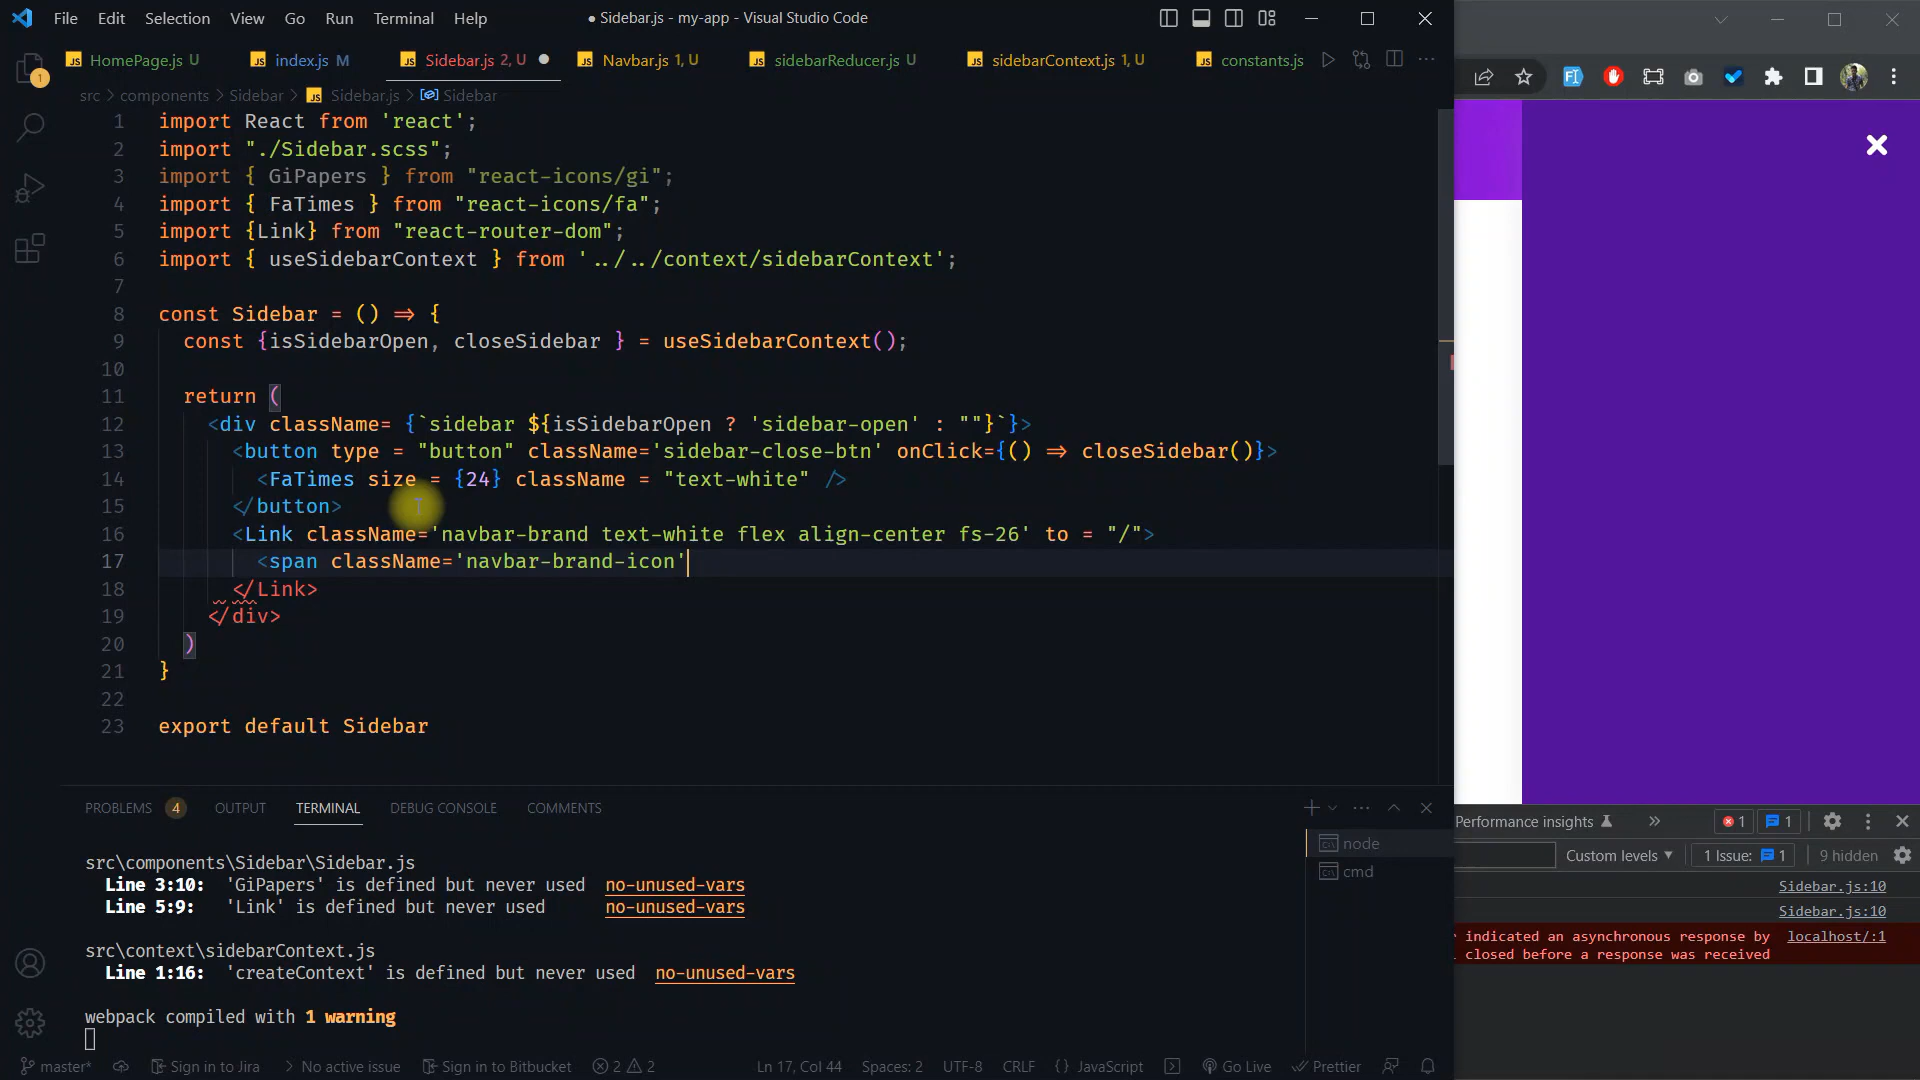 File Edit Selection View Go Run Terminal Help ● Sidebar.js - my-app - Visual Studio Code
JS HomePage.js U JS index.js M JS Sidebar.js 2, U JS Navbar.js 1, U JS sidebarReducer.js U JS sidebarContext.js 1, U JS constants.js
src > components > Sidebar > JS Sidebar.js > Sidebar
1 import React from 'react';
2 import "./Sidebar.scss";
3 import { GiPapers } from "react-icons/gi";
4 import { FaTimes } from "react-icons/fa";
5 import {Link} from "react-router-dom";
6 import { useSidebarContext } from '../../context/sidebarContext';
7
8 const Sidebar = () => {
9 const {isSidebarOpen, closeSidebar } = useSidebarContext();
10
11 return (
12 <div className= {`sidebar ${isSidebarOpen ? 'sidebar-open' : ""}`}>
13 <button type = "button" className='sidebar-close-btn' onClick={() => closeSidebar()}>
14 <FaTimes size = {24} className = "text-white" />
15 </button>
16 <Link className='navbar-brand text-white flex align-center fs-26' to = "/">
17 <span className='navbar-brand-icon'
18 </Link>
19 </div>
20 )
21 }
22
23 export default Sidebar
PROBLEMS 4 OUTPUT TERMINAL DEBUG CONSOLE COMMENTS
src\components\Sidebar\Sidebar.js
Line 3:10: 'GiPapers' is defined but never used no-unused-vars
Line 5:9: 'Link' is defined but never used no-unused-vars
src\context\sidebarContext.js
Line 1:16: 'createContext' is defined but never used no-unused-vars
webpack compiled with 1 warning
node
cmd
master* Sign in to Jira No active issue Sign in to Bitbucket 2 2 Ln 17, Col 44 Spaces: 2 UTF-8 CRLF { } JavaScript Go Live Prettier
1
Performance insights » 1 1
Custom levels 1 Issue: 1 9 hidden
Sidebar.js:10
Sidebar.js:10
indicated an asynchronous response by localhost/:1
closed before a response was received